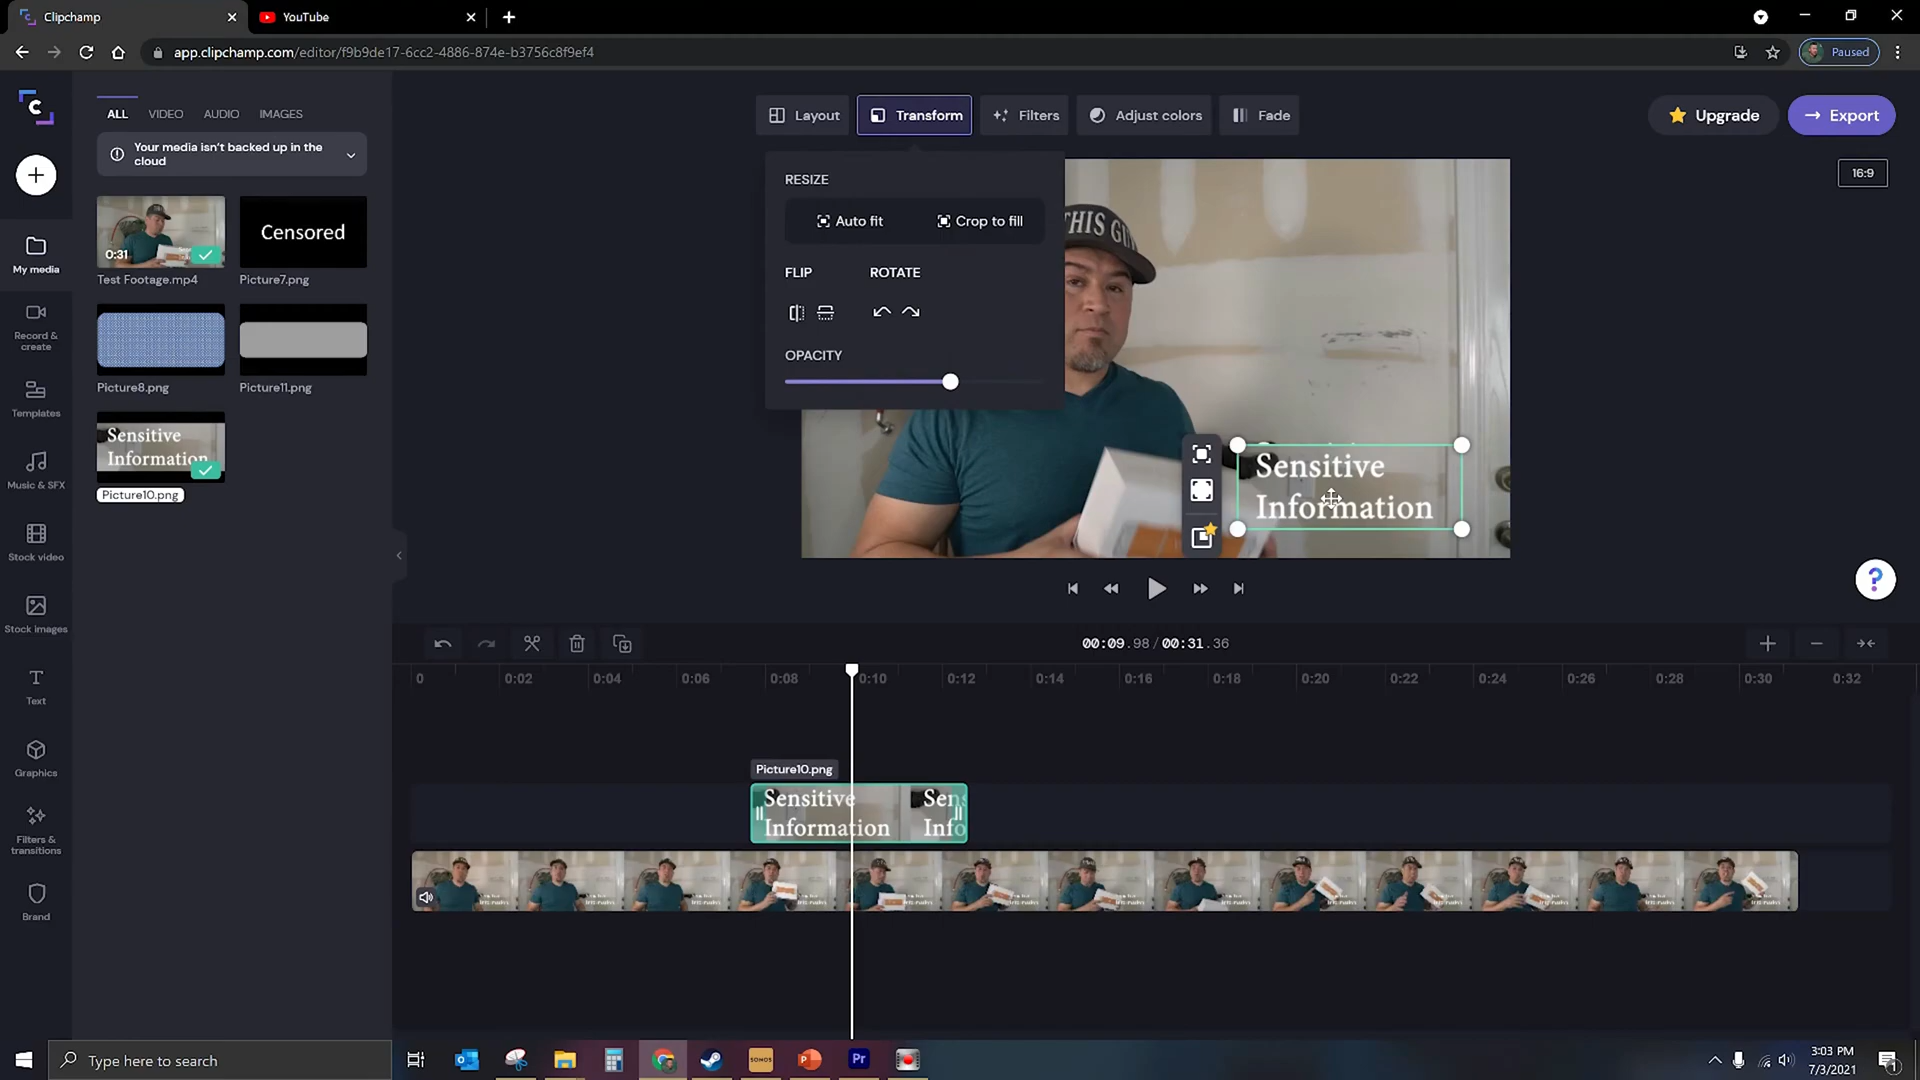 Clipchamp
YouTube
app.clipchamp.com/editor/f9b9de17-6cc2-4886-874e-b3756c8f9ef4
Paused
ALL VIDEO AUDIO IMAGES
Your media isn't backed up in the
cloud
0:31
Test Footage.mp4
Censored
Picture7.png
Picture8.png
Picture11.png
Sensitive
Information
Picture10.png
My media
Record &
create
Templates
Music & SFX
Stock video
Stock images
Text
Graphics
Filters &
transitions
Brand
Layout
Transform
Filters
Adjust colors
Fade
Upgrade
Export
16:9
RESIZE
Auto fit
Crop to fill
FLIP
ROTATE
OPACITY
THIS GU
Sensitive
Information
?
00:09.98 / 00:31.36
0 0:02 0:04 0:06 0:08 0:10 0:12 0:14 0:16 0:18 0:20 0:22 0:24 0:26 0:28 0:30 0:32
Picture10.png
Sensitive
Information
Sens
Info
Type here to search
SONOS
Pr
3:03 PM
7/3/2021
1